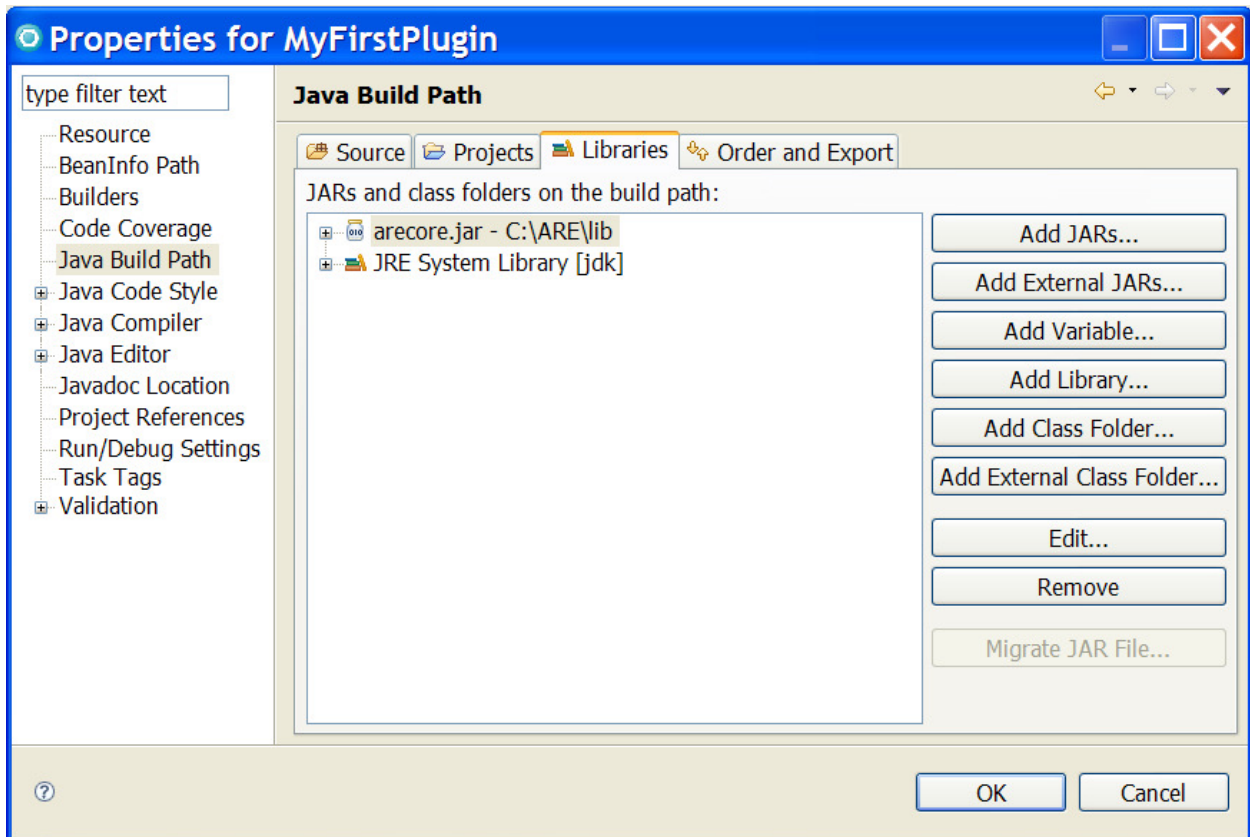 Properties for MyFirstPlugin
type filter text
Resource
BeanInfo Path
Builders
Code Coverage
Java Build Path
Java Code Style
Java Compiler
Java Editor
Javadoc Location
Project References
Run/Debug Settings
Task Tags
Validation
Java Build Path
Source Projects Libraries Order and Export
JARs and class folders on the build path:
arecore.jar - C:\ARE\lib
JRE System Library [jdk]
Add JARs...
Add External JARs...
Add Variable...
Add Library...
Add Class Folder...
Add External Class Folder...
Edit...
Remove
Migrate JAR File...
OK Cancel